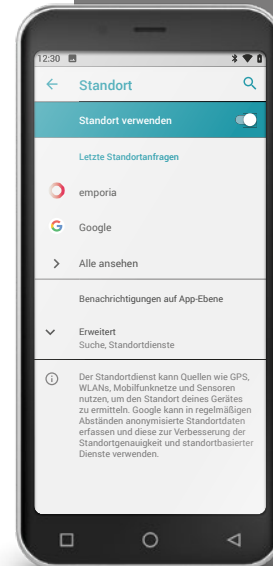 12:30
Standort
Standort verwenden
Letzte Standortanfragen
emporia
Google
Alle ansehen
Benachrichtigungen auf App-Ebene
Erweitert
Suche, Standortdienste
Der Standortdienst kann Quellen wie GPS,
WLANs, Mobilfunknetze und Sensoren
nutzen, um den Standort deines Gerätes
zu ermitteln. Google kann in regelmäßigen
Abständen anonymisierte Standortdaten
erfassen und diese zur Verbesserung der
Standortgenauigkeit und standortbasierter
Dienste verwenden.